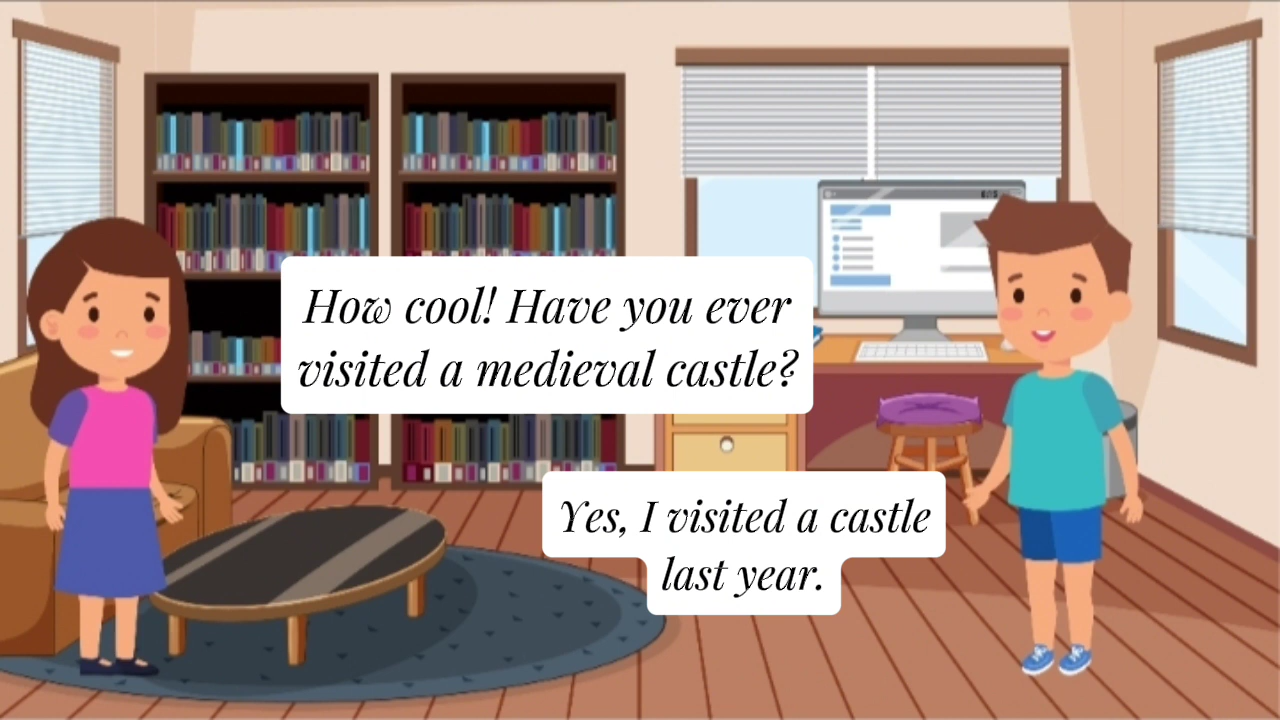 How cool! Have you ever
visited a medieval castle?
Yes, I visited a castle
last year.